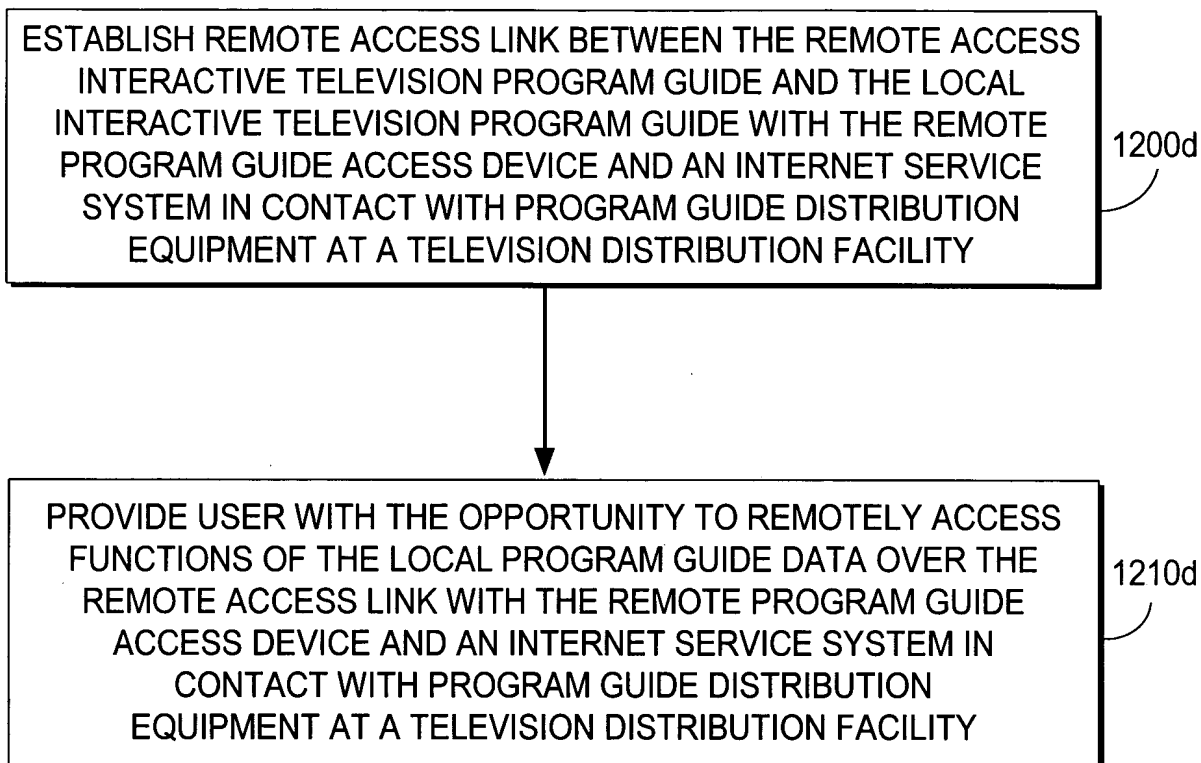 ESTABLISH REMOTE ACCESS LINK BETWEEN THE REMOTE ACCESS
INTERACTIVE TELEVISION PROGRAM GUIDE AND THE LOCAL
INTERACTIVE TELEVISION PROGRAM GUIDE WITH THE REMOTE
PROGRAM GUIDE ACCESS DEVICE AND AN INTERNET SERVICE
SYSTEM IN CONTACT WITH PROGRAM GUIDE DISTRIBUTION
EQUIPMENT AT A TELEVISION DISTRIBUTION FACILITY
1200d
PROVIDE USER WITH THE OPPORTUNITY TO REMOTELY ACCESS
FUNCTIONS OF THE LOCAL PROGRAM GUIDE DATA OVER THE
REMOTE ACCESS LINK WITH THE REMOTE PROGRAM GUIDE
ACCESS DEVICE AND AN INTERNET SERVICE SYSTEM IN
CONTACT WITH PROGRAM GUIDE DISTRIBUTION
EQUIPMENT AT A TELEVISION DISTRIBUTION FACILITY
1210d